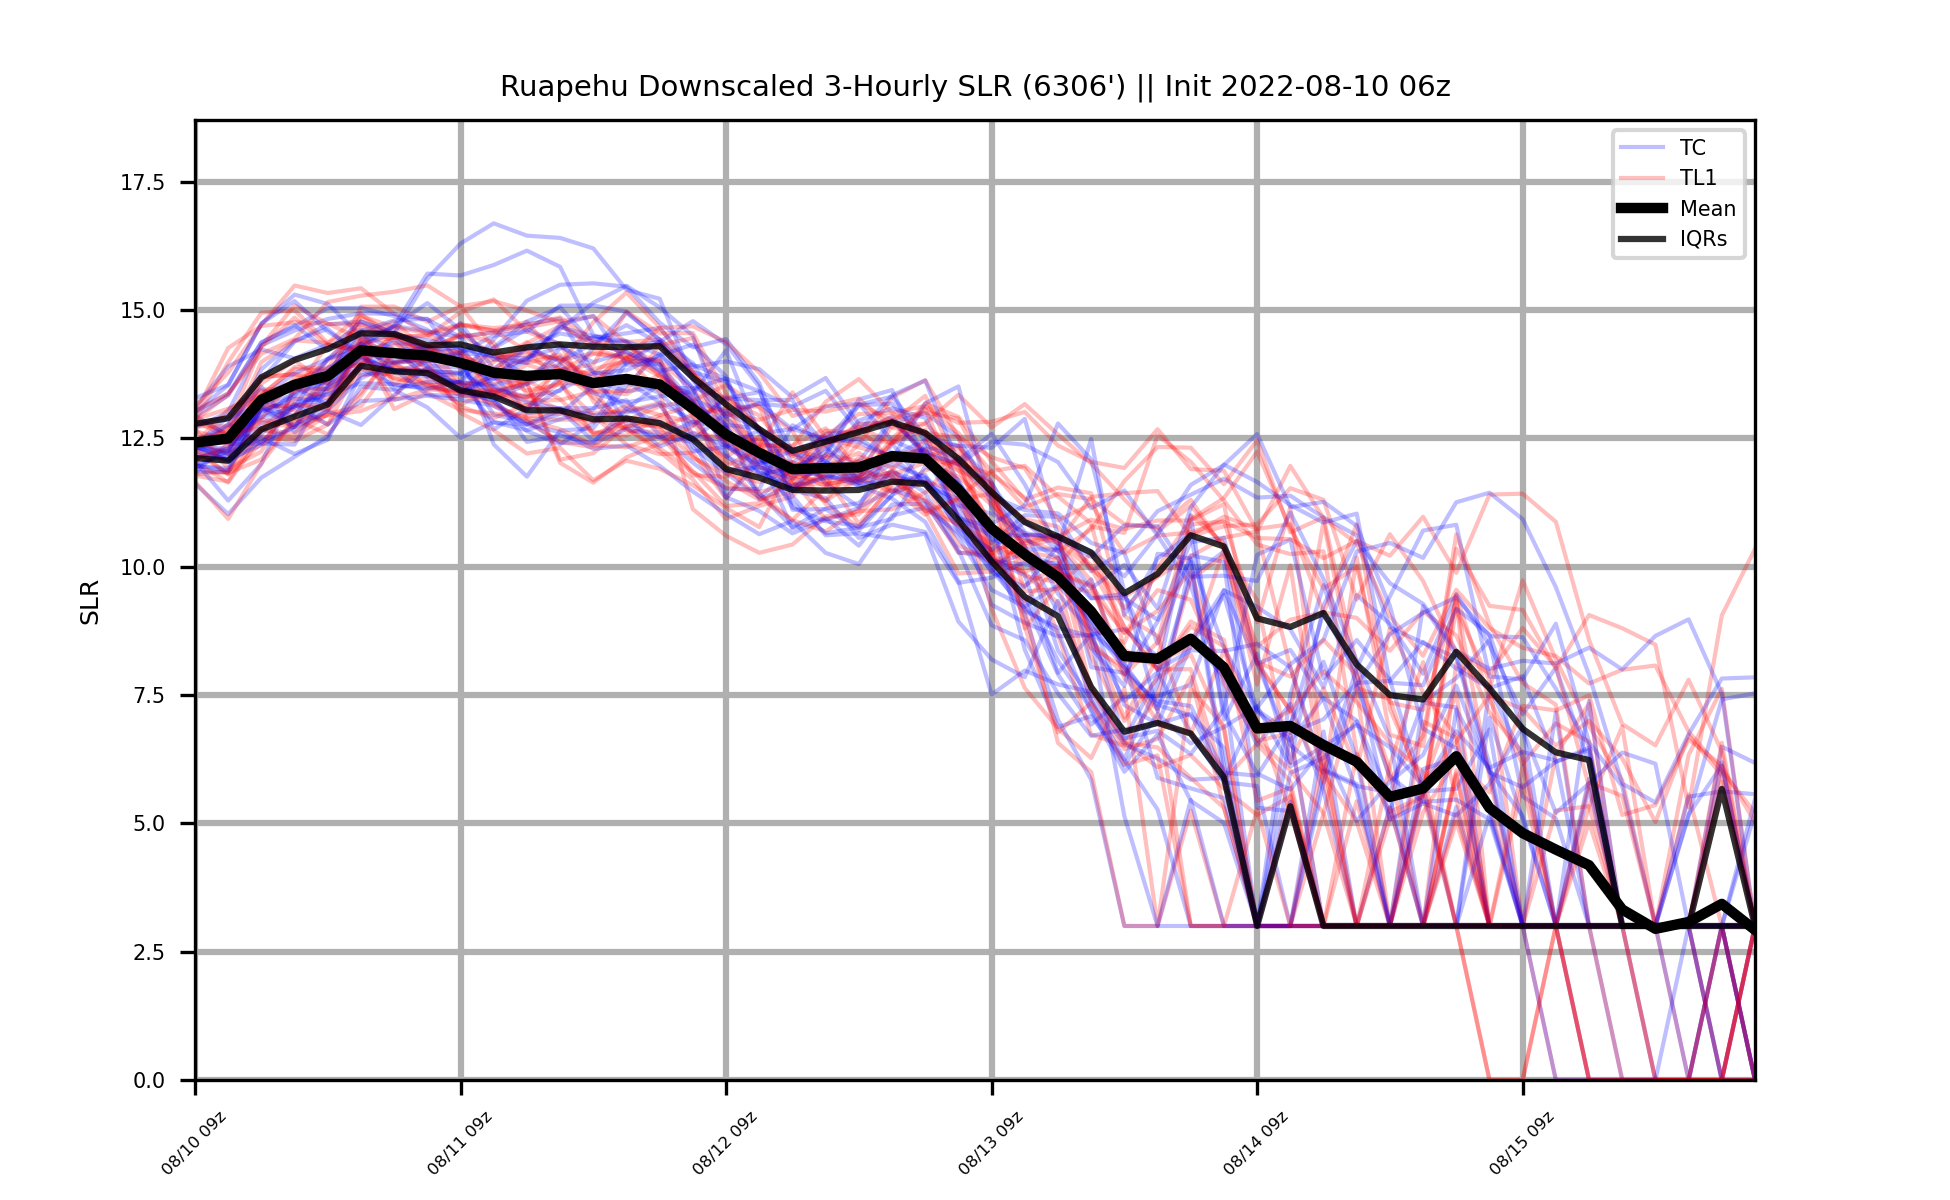 Ruapehu Downscaled 3-Hourly SLR (6306') || Init 2022-08-10 06z
TC
TL1
Mean
IQRs
SLR
17.5
15.0
12.5
10.0
7.5
5.0
2.5
0.0
08/10 09z
08/11 09z
08/12 09z
08/13 09z
08/14 09z
08/15 09z